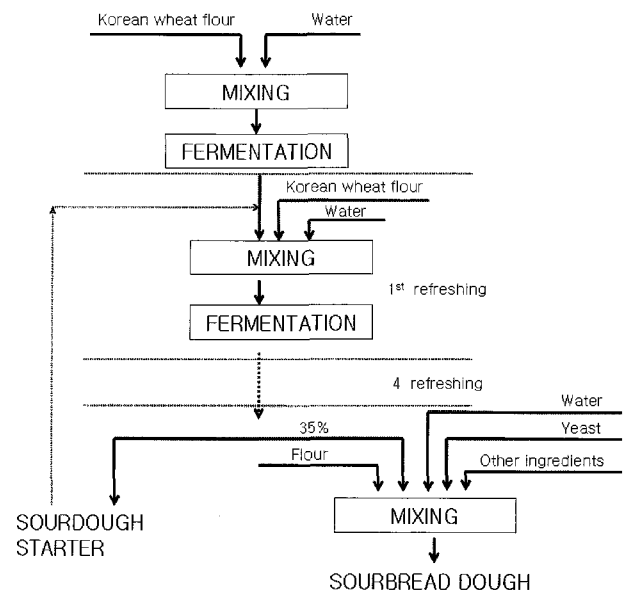 Korean wheat flour
Water
MIXING
FERMENTATION
Korean wheat flour
Water
MIXING
1st refreshing
FERMENTATION
4 refreshing
Water
35%
Yeast
Flour
Other ingredients
MIXING
SOURDOUGH
STARTER
SOURBREAD DOUGH